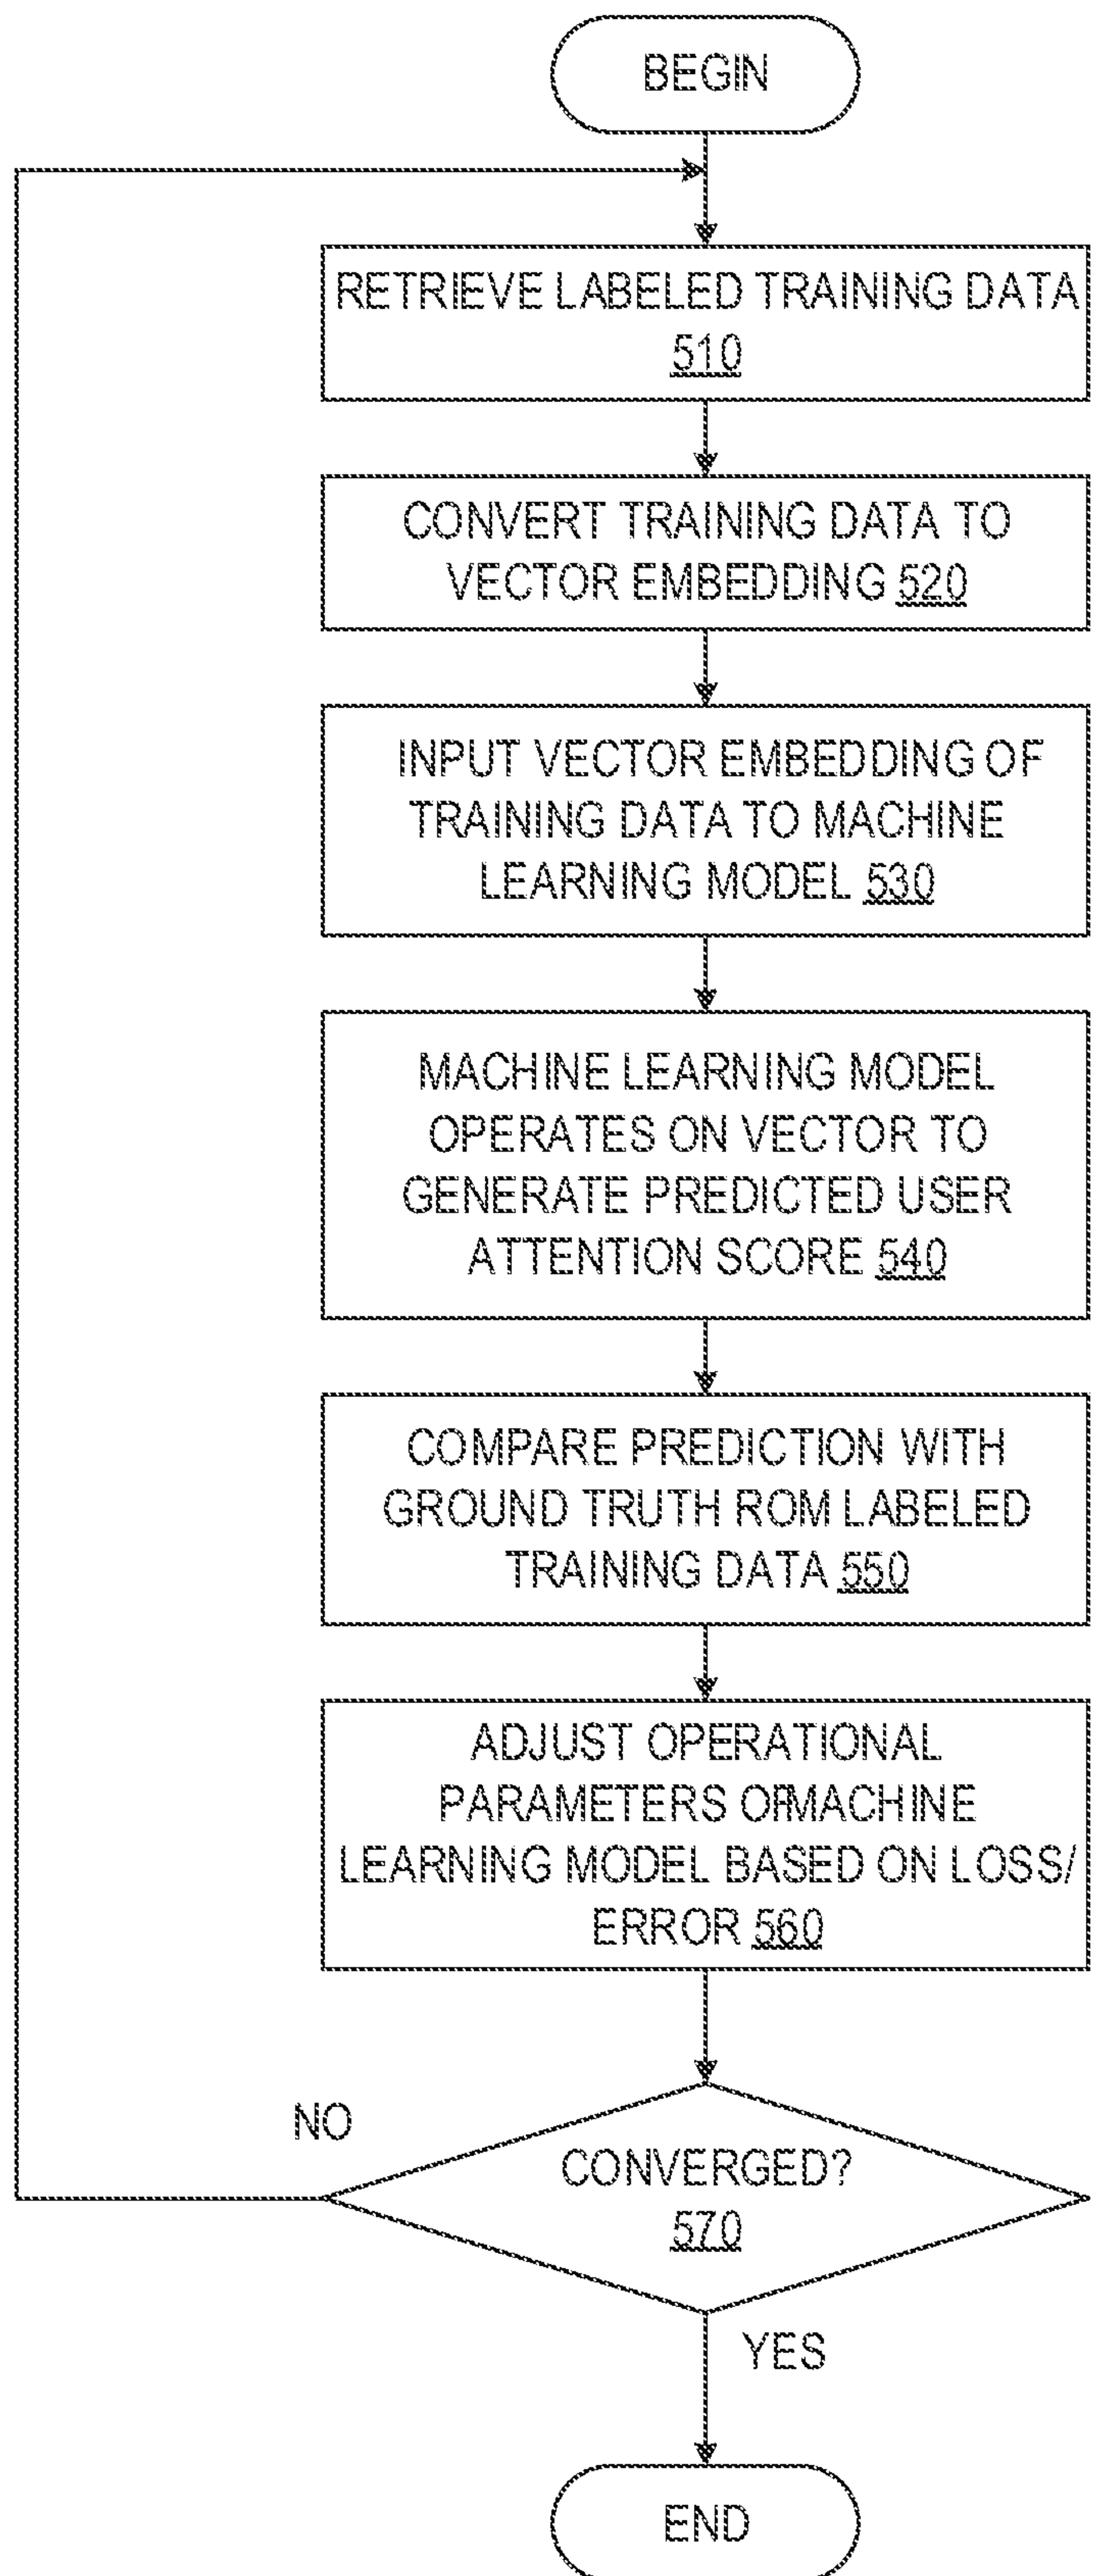 BEGIN
RETRIEVE LABELED TRAINING DATA
510
CONVERT TRAINING DATA TO
VECTOR EMBEDDING 520
INPUT VECTOR EMBEDDING OF
TRAINING DATA TO MACHINE
LEARNING MODEL 530
MACHINE LEARNING MODEL
OPERATES ON VECTOR TO
GENERATE PREDICTED USER
ATTENTION SCORE 540
COMPARE PREDICTION WITH
GROUND TRUTH ROM LABELED
TRAINING DATA 550
ADJUST OPERATIONAL
PARAMETERS OFMACHINE
LEARNING MODEL BASED ON LOSS/
ERROR 560
NO
CONVERGED?
570
YES
END